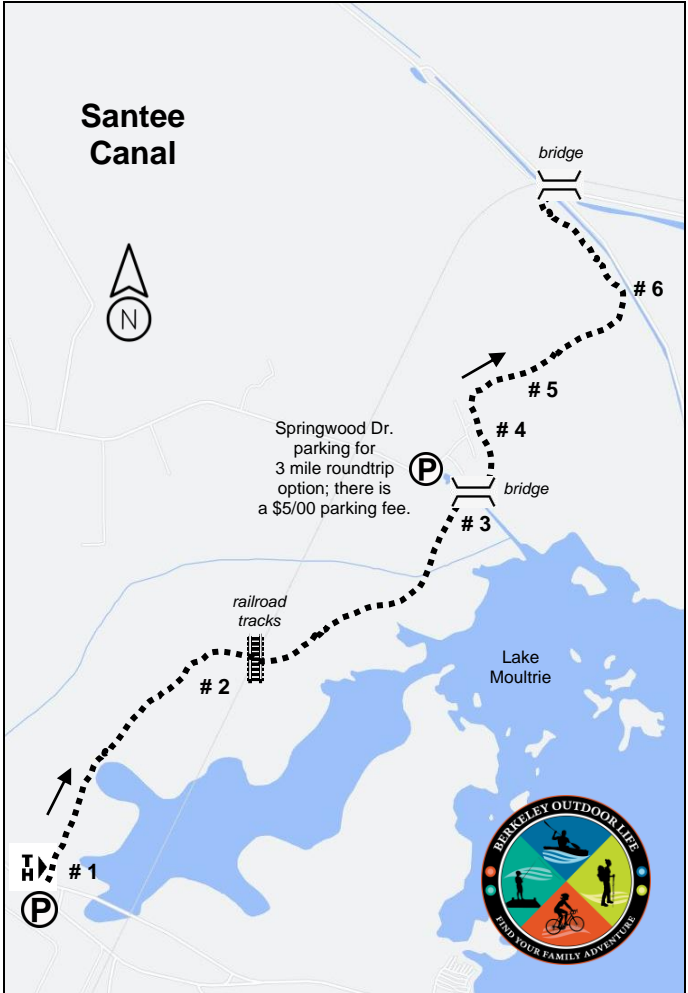 Santee
Canal
bridge
N
# 6
# 5
Springwood Dr.
parking for
3 mile roundtrip
option; there is
a $5/00 parking fee.
# 4
P
bridge
# 3
railroad
tracks
Lake
Moultrie
# 2
TH
# 1
P
BERKELEY OUTDOOR LIFE
FIND YOUR FAMILY ADVENTURE